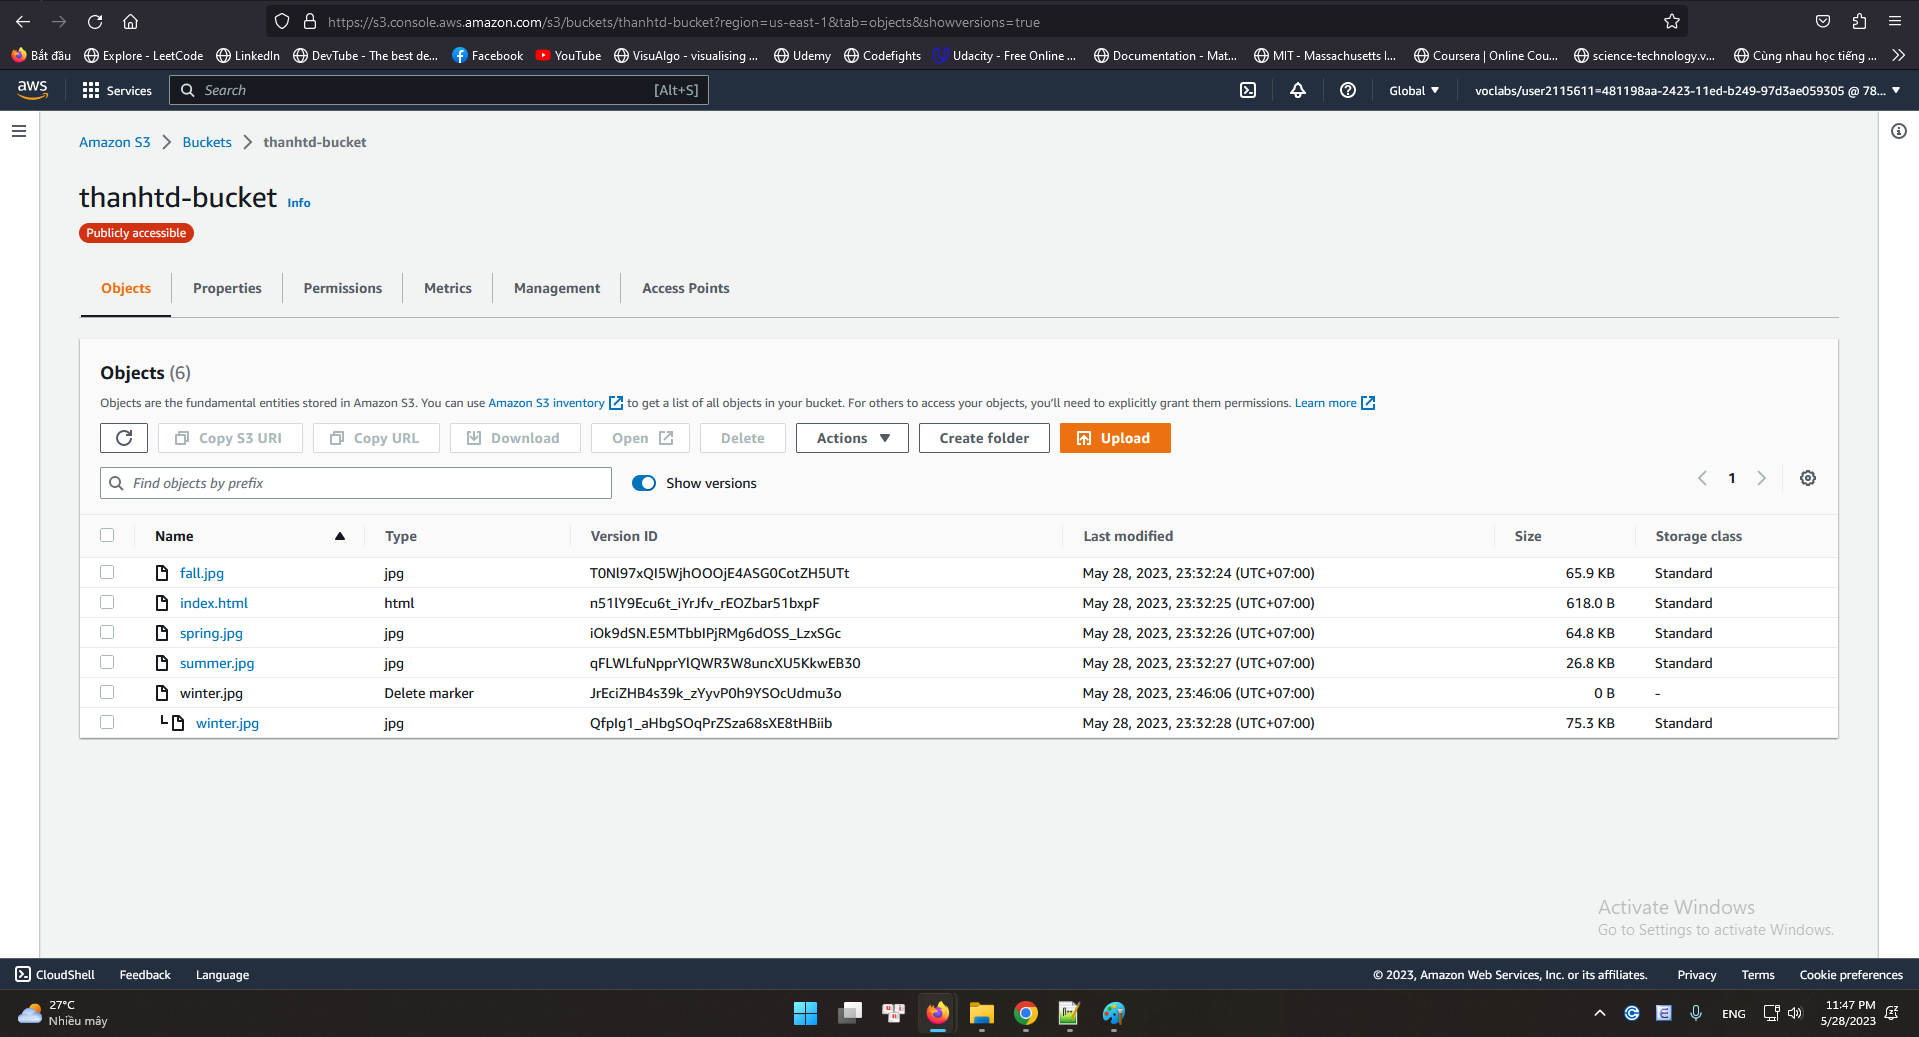 https://s3.console.aws.amazon.com/s3/buckets/thanhtd-bucket?region=us-east-1&tab=objects&showversions=true
Bắt đầu Explore - LeetCode LinkedIn DevTube - The best de... Facebook YouTube VisuAlgo - visualising ... Udemy Codefights Udacity - Free Online ... Documentation - Mat... MIT - Massachusetts I... Coursera | Online Cou... science-technology.v... Cùng nhau học tiếng ...
aws Services Search [Alt+S] Global voclabs/user2115611=481198aa-2423-11ed-b249-97d3ae059305 @ 78...
Amazon S3 Buckets thanhtd-bucket
thanhtd-bucket Info
Publicly accessible
Objects Properties Permissions Metrics Management Access Points
Objects (6)
Objects are the fundamental entities stored in Amazon S3. You can use Amazon S3 inventory to get a list of all objects in your bucket. For others to access your objects, you'll need to explicitly grant them permissions. Learn more
Copy S3 URI Copy URL Download Open Delete Actions Create folder Upload
Find objects by prefix Show versions 1
Name Type Version ID Last modified Size Storage class
fall.jpg jpg T0Nl97xQI5WjhOOOjE4ASG0CotZH5UTt May 28, 2023, 23:32:24 (UTC+07:00) 65.9 KB Standard
index.html html n51lY9Ecu6t_iYrJfv_rEOZbar51bxpF May 28, 2023, 23:32:25 (UTC+07:00) 618.0 B Standard
spring.jpg jpg iOk9dSN.E5MTbbIPjRMg6dOSS_LzxSGc May 28, 2023, 23:32:26 (UTC+07:00) 64.8 KB Standard
summer.jpg jpg qFLWLfuNpprYlQWR3W8uncXU5KkwEB30 May 28, 2023, 23:32:27 (UTC+07:00) 26.8 KB Standard
winter.jpg Delete marker JrEciZHB4s39k_zYyvP0h9YSOcUdmu3o May 28, 2023, 23:46:06 (UTC+07:00) 0 B -
winter.jpg jpg QfpIg1_aHbgSOqPrZSza68sXE8tHBiib May 28, 2023, 23:32:28 (UTC+07:00) 75.3 KB Standard
Activate Windows
Go to Settings to activate Windows.
CloudShell Feedback Language © 2023, Amazon Web Services, Inc. or its affiliates. Privacy Terms Cookie preferences
27°C
Nhiều mây
ENG
11:47 PM
5/28/2023